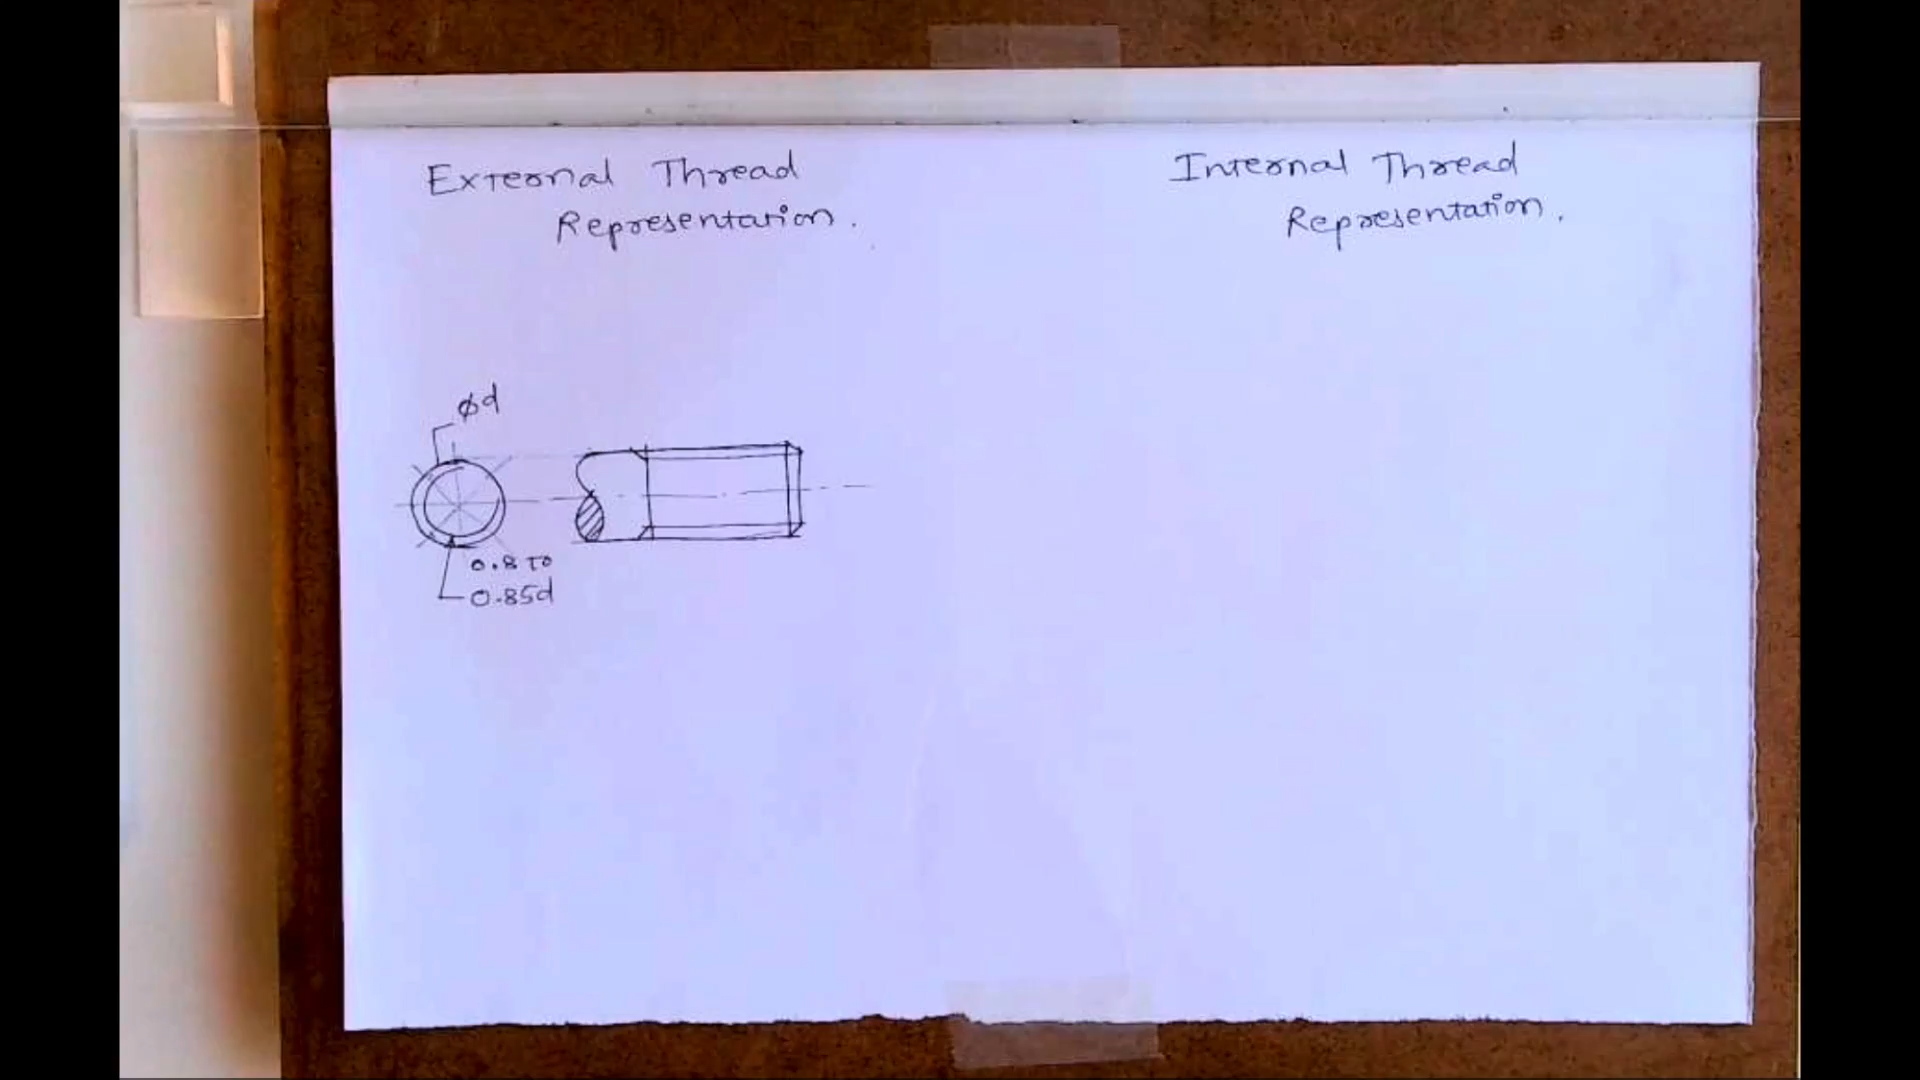 External Thread
Representation.
Internal Thread
Representation.
ϕd
0.8 TO
0.85d